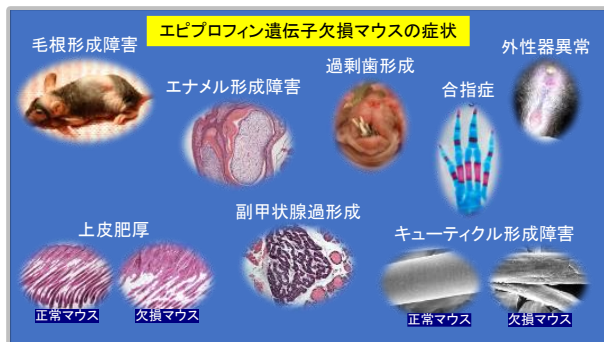 エピプロフィン遺伝子欠損マウスの症状
毛根形成障害
エナメル形成障害
過剰歯形成
合指症
外性器異常
上皮肥厚
正常マウス
欠損マウス
副甲状腺過形成
キューティクル形成障害
正常マウス
欠損マウス